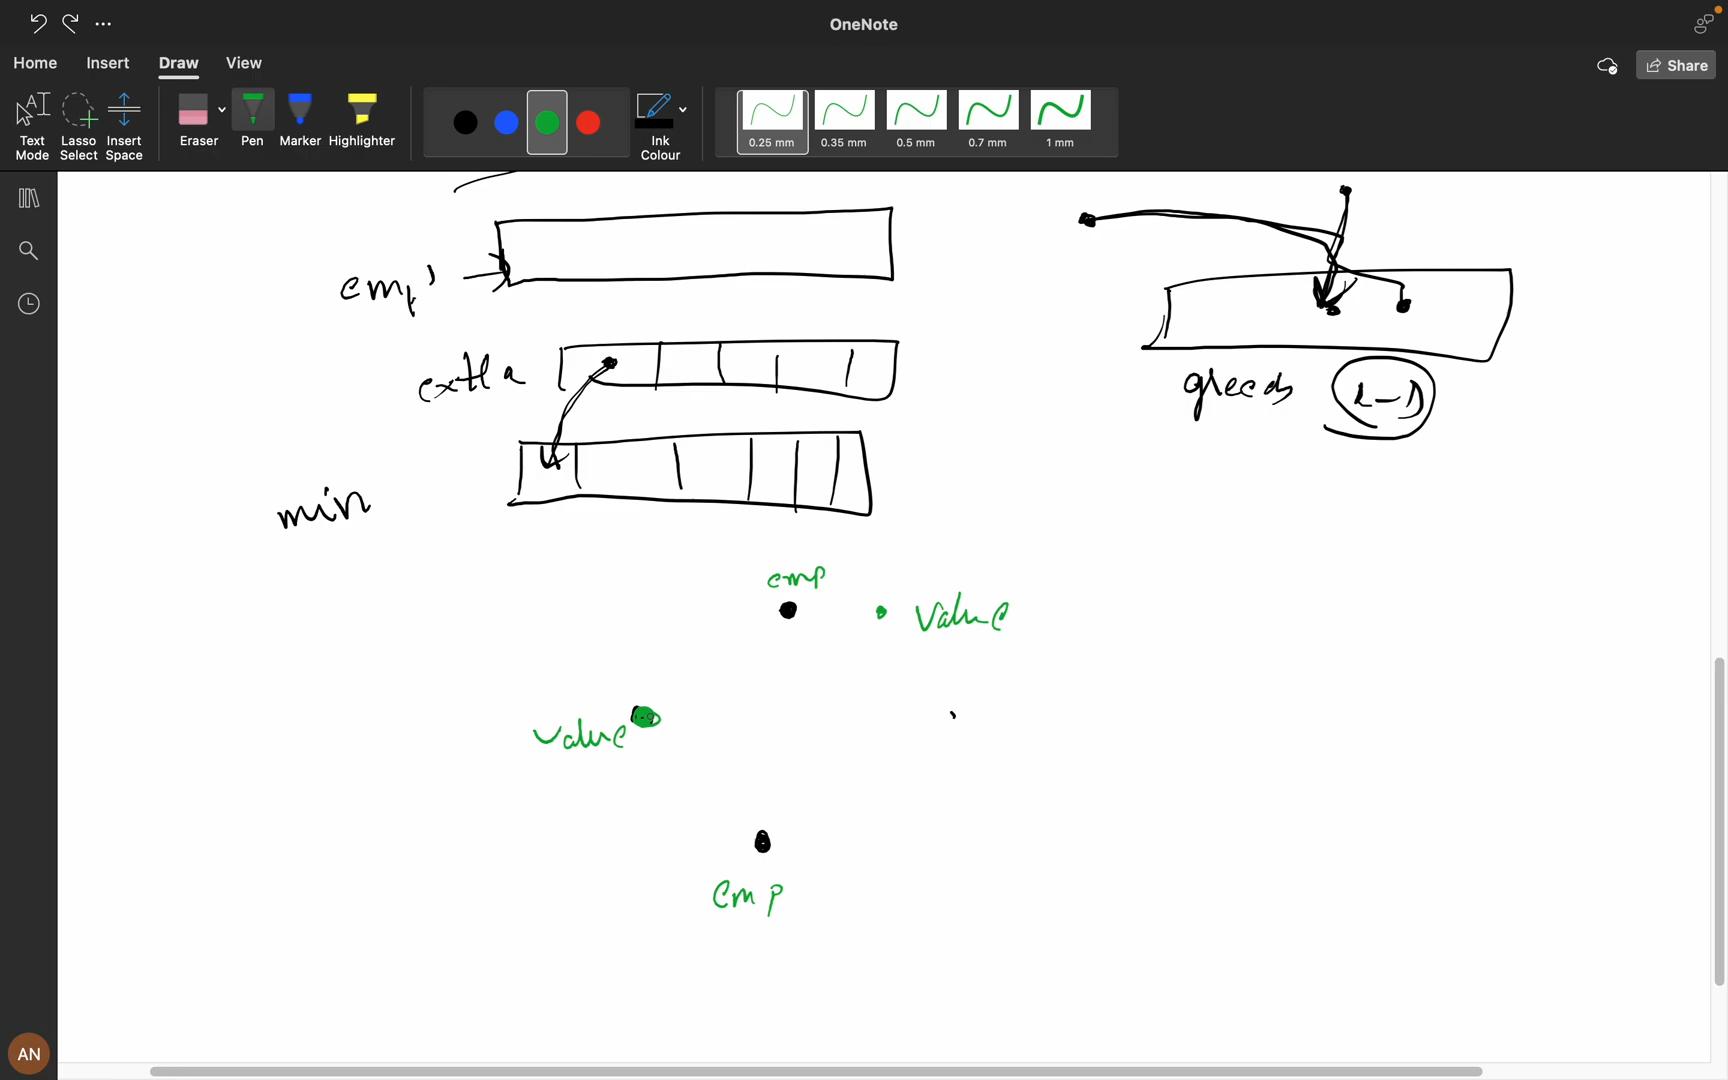 OneNote
Home Insert Draw View
Share
Text Mode
Lasso Select
Insert Space
Eraser
Pen
Marker
Highlighter
Ink Colour
0.25 mm
0.35 mm
0.5 mm
0.7 mm
1 mm
emp'
extra
min
emp
value
value
Emp
AN